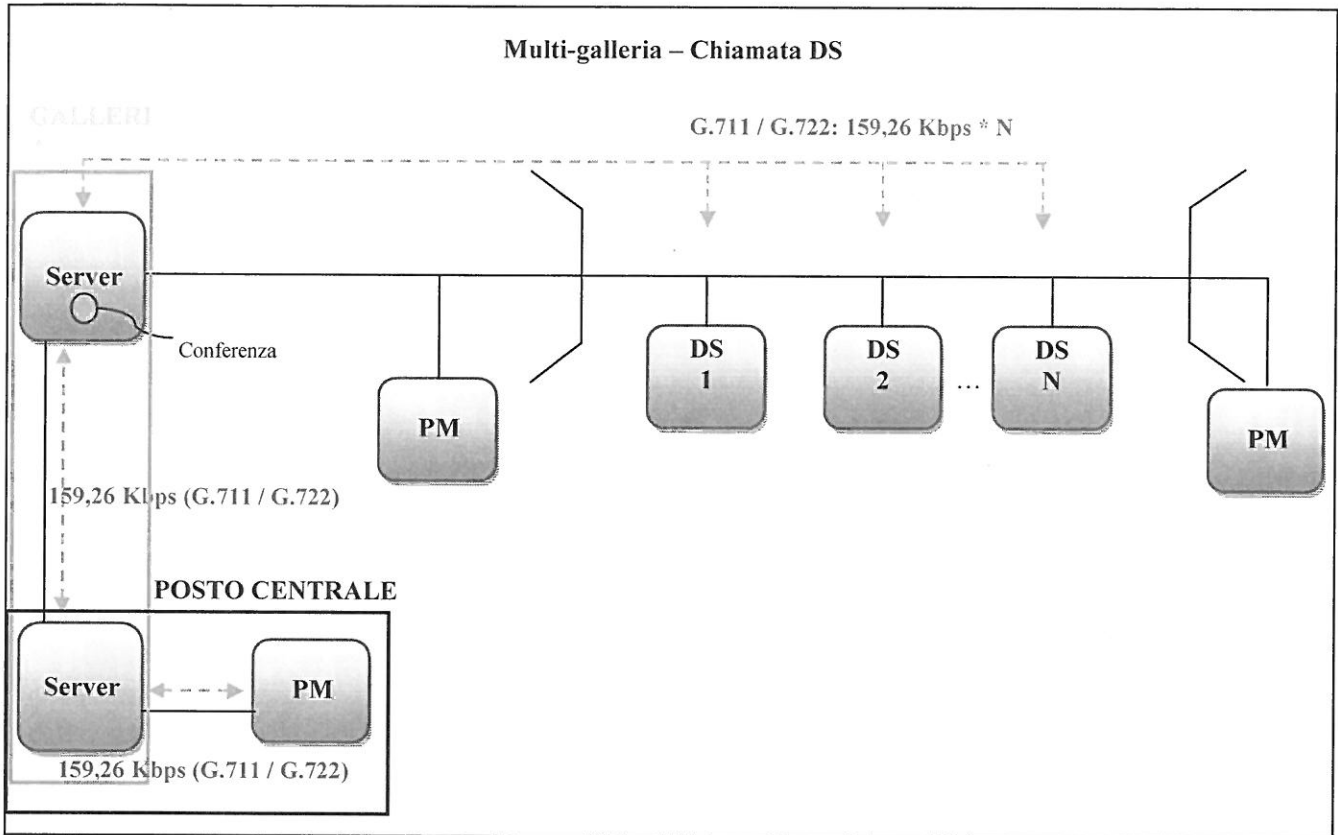 Multi-galleria – Chiamata DS
GALLERI
G.711 / G.722: 159,26 Kbps * N
Server
Conferenza
DS
1
DS
2
...
DS
N
PM
PM
159,26 Kbps (G.711 / G.722)
POSTO CENTRALE
Server
PM
159,26 Kbps (G.711 / G.722)